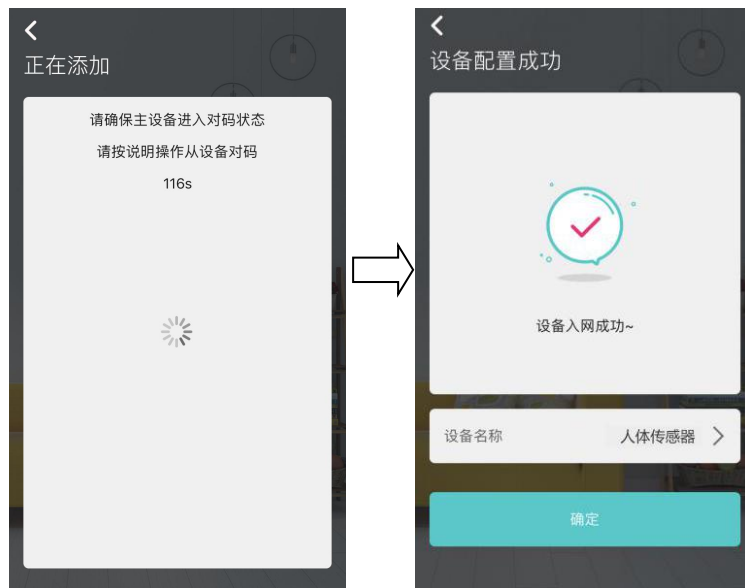 正在添加
请确保主设备进入对码状态
请按说明操作从设备对码
116s
设备配置成功
设备入网成功~
设备名称 人体传感器
确定